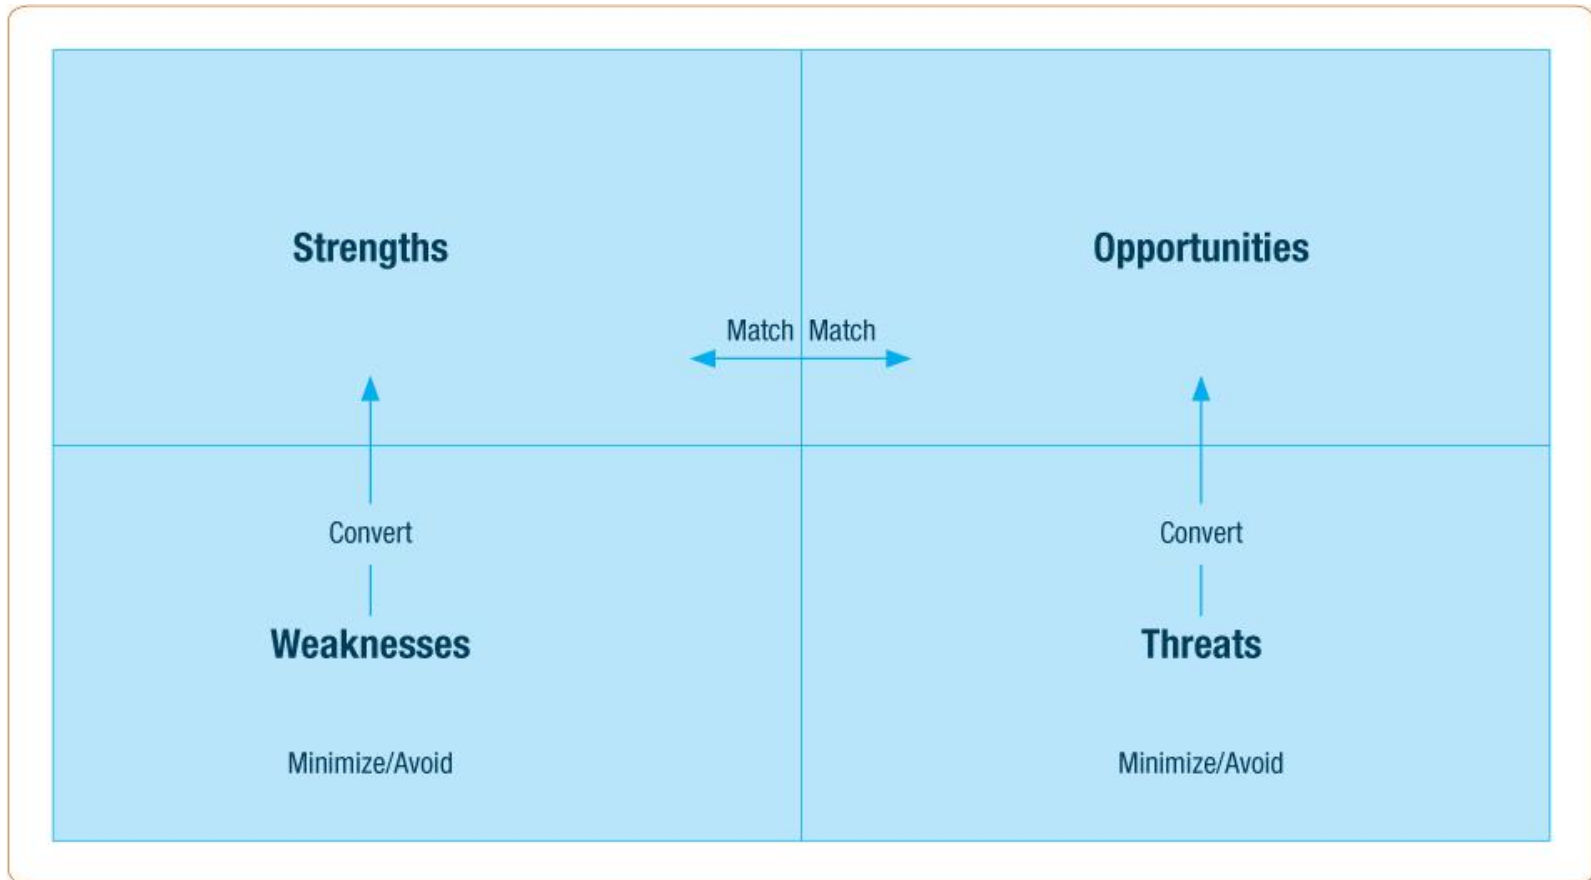 Strengths
Opportunities
Match Match
Convert
Convert
Weaknesses
Threats
Minimize/Avoid
Minimize/Avoid